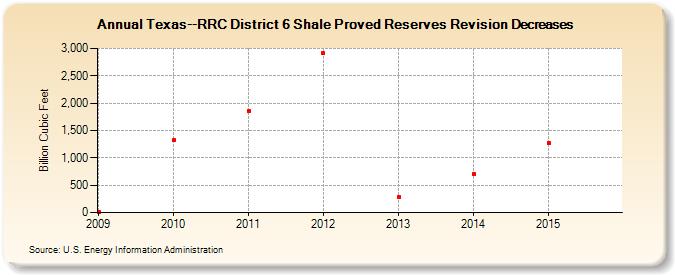 Annual Texas--RRC District 6 Shale Proved Reserves Revision Decreases
Billion Cubic Feet
3,000
2,500
2,000
1,500
1,000
500
0
2009 2010 2011 2012 2013 2014 2015
Source: U.S. Energy Information Administration